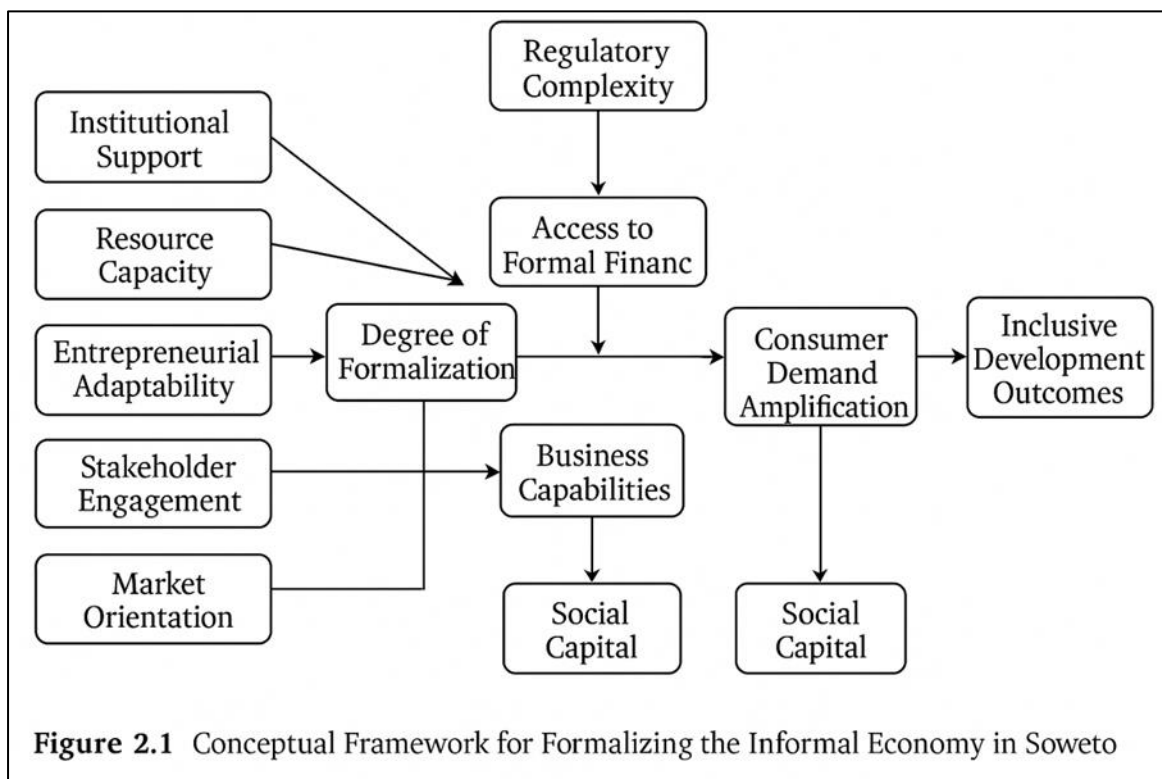 Regulatory
Complexity
Institutional
Support
Resource
Capacity
Access to
Formal Financ
Entrepreneurial
Adaptability
Degree of
Formalization
Consumer
Demand
Amplification
Inclusive
Development
Outcomes
Stakeholder
Engagement
Business
Capabilities
Market
Orientation
Social
Capital
Social
Capital
Figure 2.1 Conceptual Framework for Formalizing the Informal Economy in Soweto